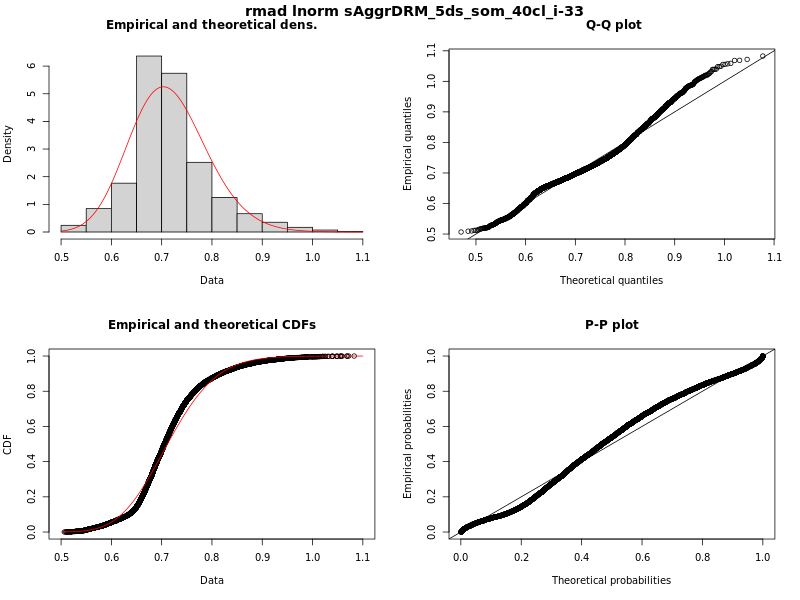 rmad lnorm sAggrDRM_5ds_som_40cl_i-33
Empirical and theoretical dens.
Density
0 1 2 3 4 5 6
0.5 0.6 0.7 0.8 0.9 1.0 1.1
Data
Q-Q plot
Empirical quantiles
0.5 0.6 0.7 0.8 0.9 1.0 1.1
0.5 0.6 0.7 0.8 0.9 1.0 1.1
Theoretical quantiles
Empirical and theoretical CDFs
CDF
0.0 0.2 0.4 0.6 0.8 1.0
0.5 0.6 0.7 0.8 0.9 1.0 1.1
Data
P-P plot
Empirical probabilities
0.0 0.2 0.4 0.6 0.8 1.0
0.0 0.2 0.4 0.6 0.8 1.0
Theoretical probabilities